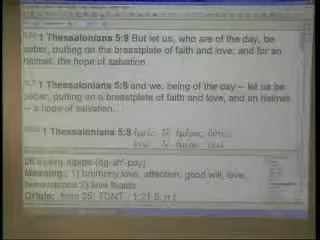 1 Thessalonians 5:8 But let us, who are of the day, be
sober, putting on the breastplate of faith and love; and for an
helmet, the hope of salvation.
1 Thessalonians 5:8 and we, being of the day -- let us be
sober, putting on a breastplate of faith and love, and an helmet
-- a hope of salvation,
1 Thessalonians 5:8 ἡμεῖς δὲ ἡμέρας ὄντες
26 agape {ag-ah'-pay}
Meaning: 1) brotherly love, affection, good will, love,
benevolence 2) love feasts
Origin: from 25; TDNT - 1:21,5; n f